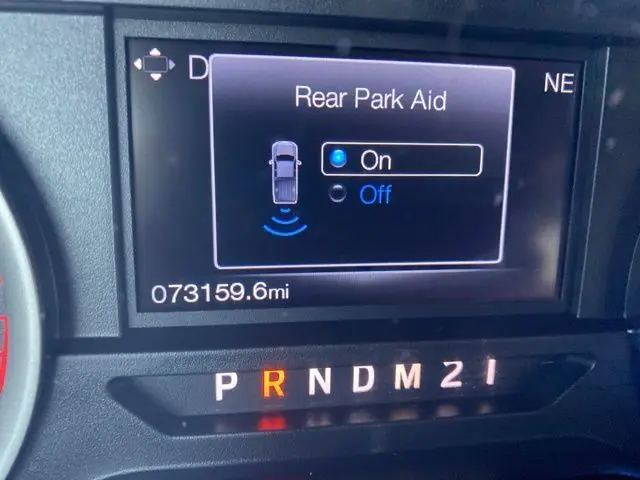 D
NE
Rear Park Aid
On
Off
073159.6mi
P R N D M 2 1